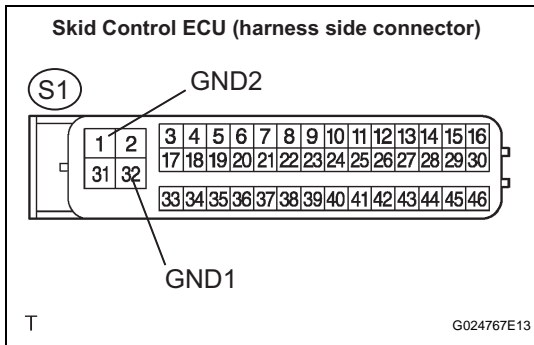 Skid Control ECU (harness side connector)
S1
GND2
1 2 3 4 5 6 7 8 9 10 11 12 13 14 15 16
17 18 19 20 21 22 23 24 25 26 27 28 29 30
31 32
33 34 35 36 37 38 39 40 41 42 43 44 45 46
GND1
T
G024767E13